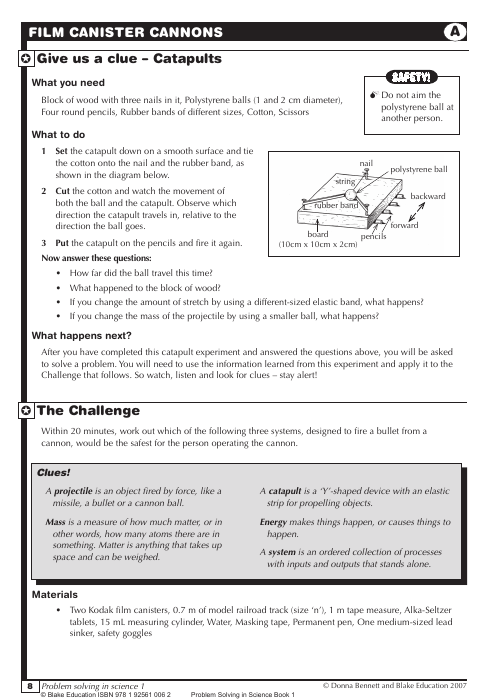 FILM CANISTER CANNONS
A
Give us a clue – Catapults
What you need
Block of wood with three nails in it, Polystyrene balls (1 and 2 cm diameter),
Four round pencils, Rubber bands of different sizes, Cotton, Scissors
SAFETY!
Do not aim the
polystyrene ball at
another person.
What to do
1 Set the catapult down on a smooth surface and tie
the cotton onto the nail and the rubber band, as
shown in the diagram below.
2 Cut the cotton and watch the movement of
both the ball and the catapult. Observe which
direction the catapult travels in, relative to the
direction the ball goes.
3 Put the catapult on the pencils and fire it again.
nail
polystyrene ball
string
backward
rubber band
forward
board
pencils
(10cm x 10cm x 2cm)
Now answer these questions:
• How far did the ball travel this time?
• What happened to the block of wood?
• If you change the amount of stretch by using a different-sized elastic band, what happens?
• If you change the mass of the projectile by using a smaller ball, what happens?
What happens next?
After you have completed this catapult experiment and answered the questions above, you will be asked
to solve a problem. You will need to use the information learned from this experiment and apply it to the
Challenge that follows. So watch, listen and look for clues – stay alert!
The Challenge
Within 20 minutes, work out which of the following three systems, designed to fire a bullet from a
cannon, would be the safest for the person operating the cannon.
Clues!
A projectile is an object fired by force, like a
missile, a bullet or a cannon ball.
Mass is a measure of how much matter, or in
other words, how many atoms there are in
something. Matter is anything that takes up
space and can be weighed.
A catapult is a ‘Y’-shaped device with an elastic
strip for propelling objects.
Energy makes things happen, or causes things to
happen.
A system is an ordered collection of processes
with inputs and outputs that stands alone.
Materials
• Two Kodak film canisters, 0.7 m of model railroad track (size ‘n’), 1 m tape measure, Alka-Seltzer
tablets, 15 mL measuring cylinder, Water, Masking tape, Permanent pen, One medium-sized lead
sinker, safety goggles
8 Problem solving in science 1
© Donna Bennett and Blake Education 2007
© Blake Education ISBN 978 1 92561 006 2 Problem Solving in Science Book 1